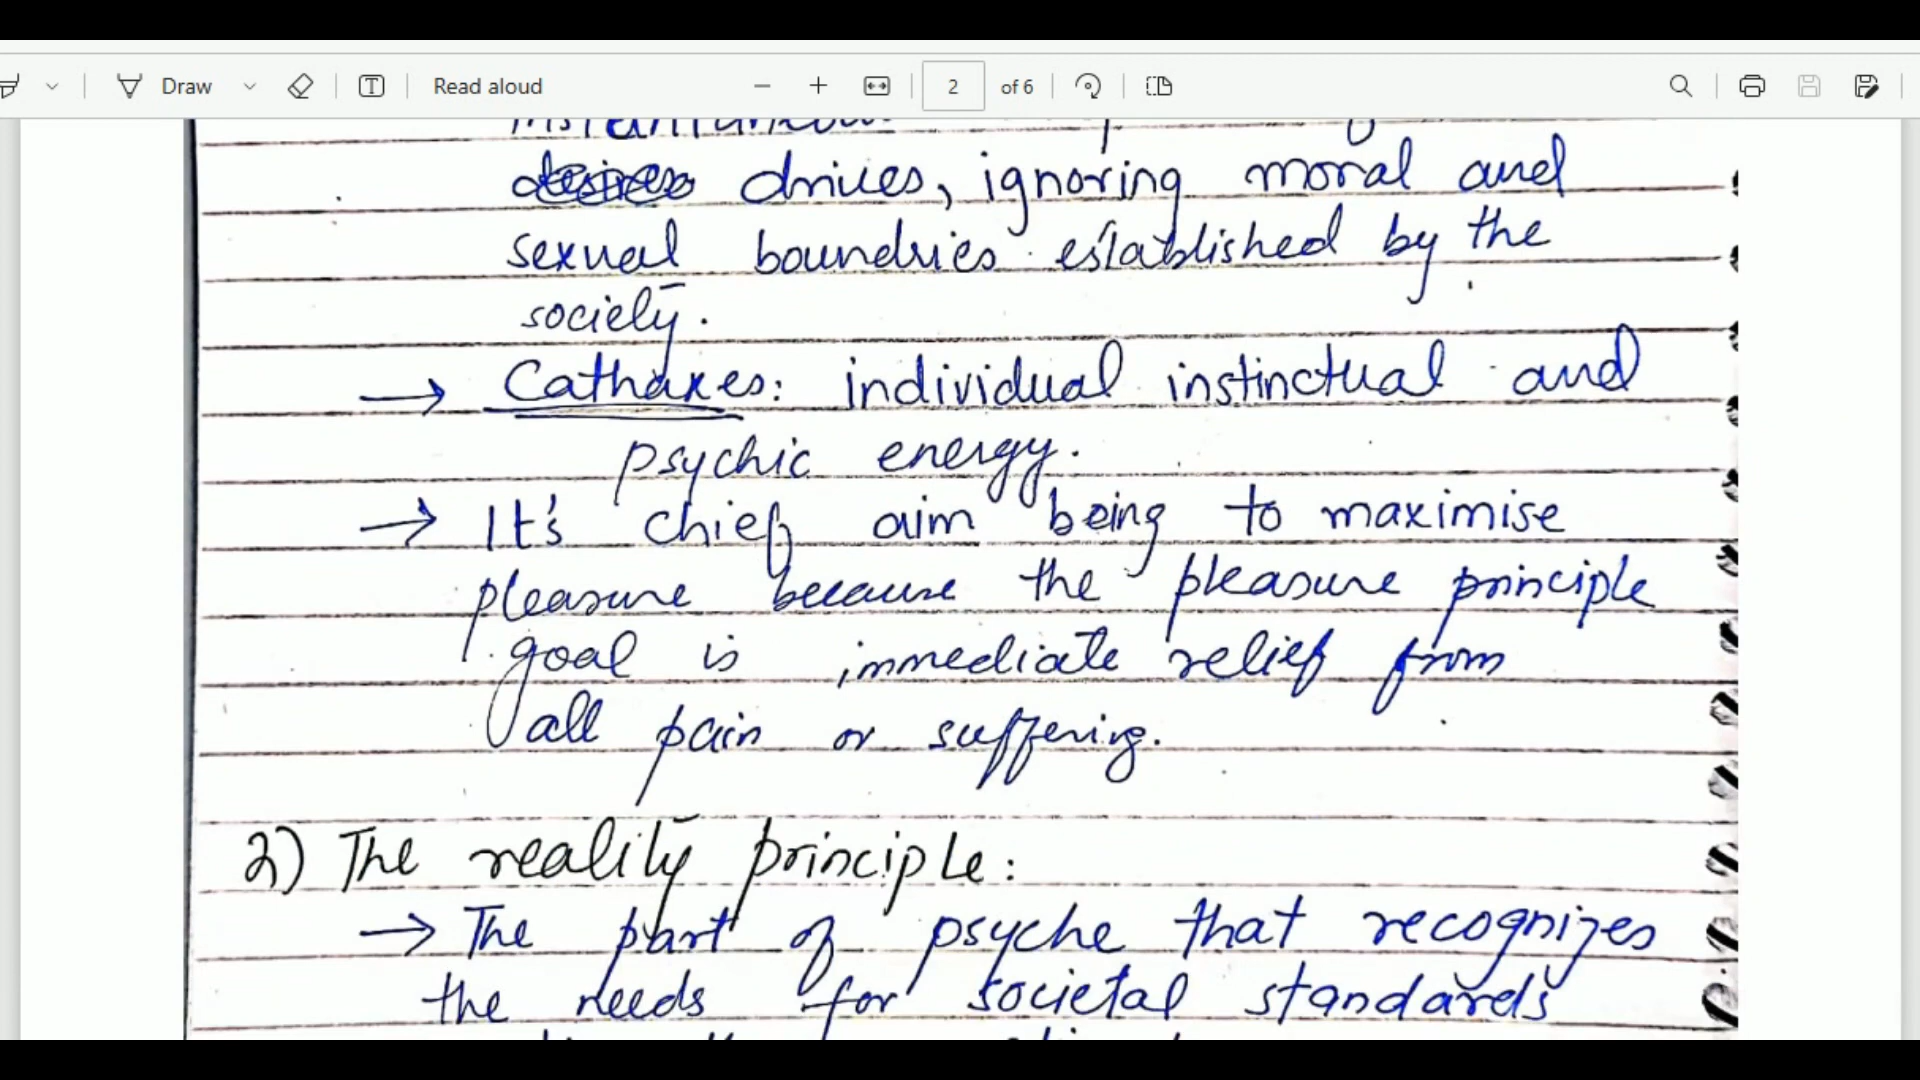 Draw Read aloud 2 of 6
drives, ignoring moral and
sexual boundries established by the
society.
→ Cathaxes: individual instinctual and
psychic energy.
→ It's chief aim being to maximise
pleasure because the pleasure principle
goal is immediate relief from
all pain or suffering.
2) The reality principle:
→ The part of psyche that recognizes
the needs for societal standards